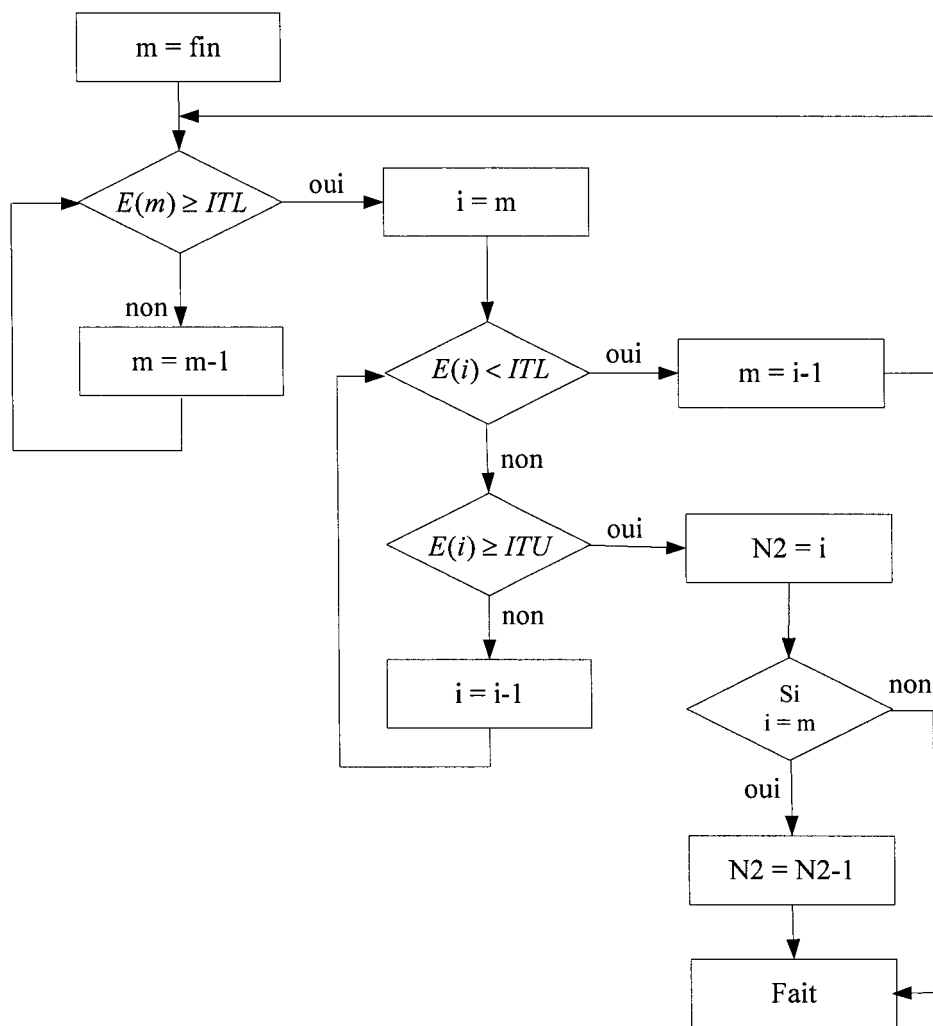 m = fin
E(m) ≥ ITL
oui
i = m
non
m = m-1
E(i) < ITL
oui
m = i-1
non
E(i) ≥ ITU
oui
N2 = i
non
i = i-1
Si
i = m
non
oui
N2 = N2-1
Fait